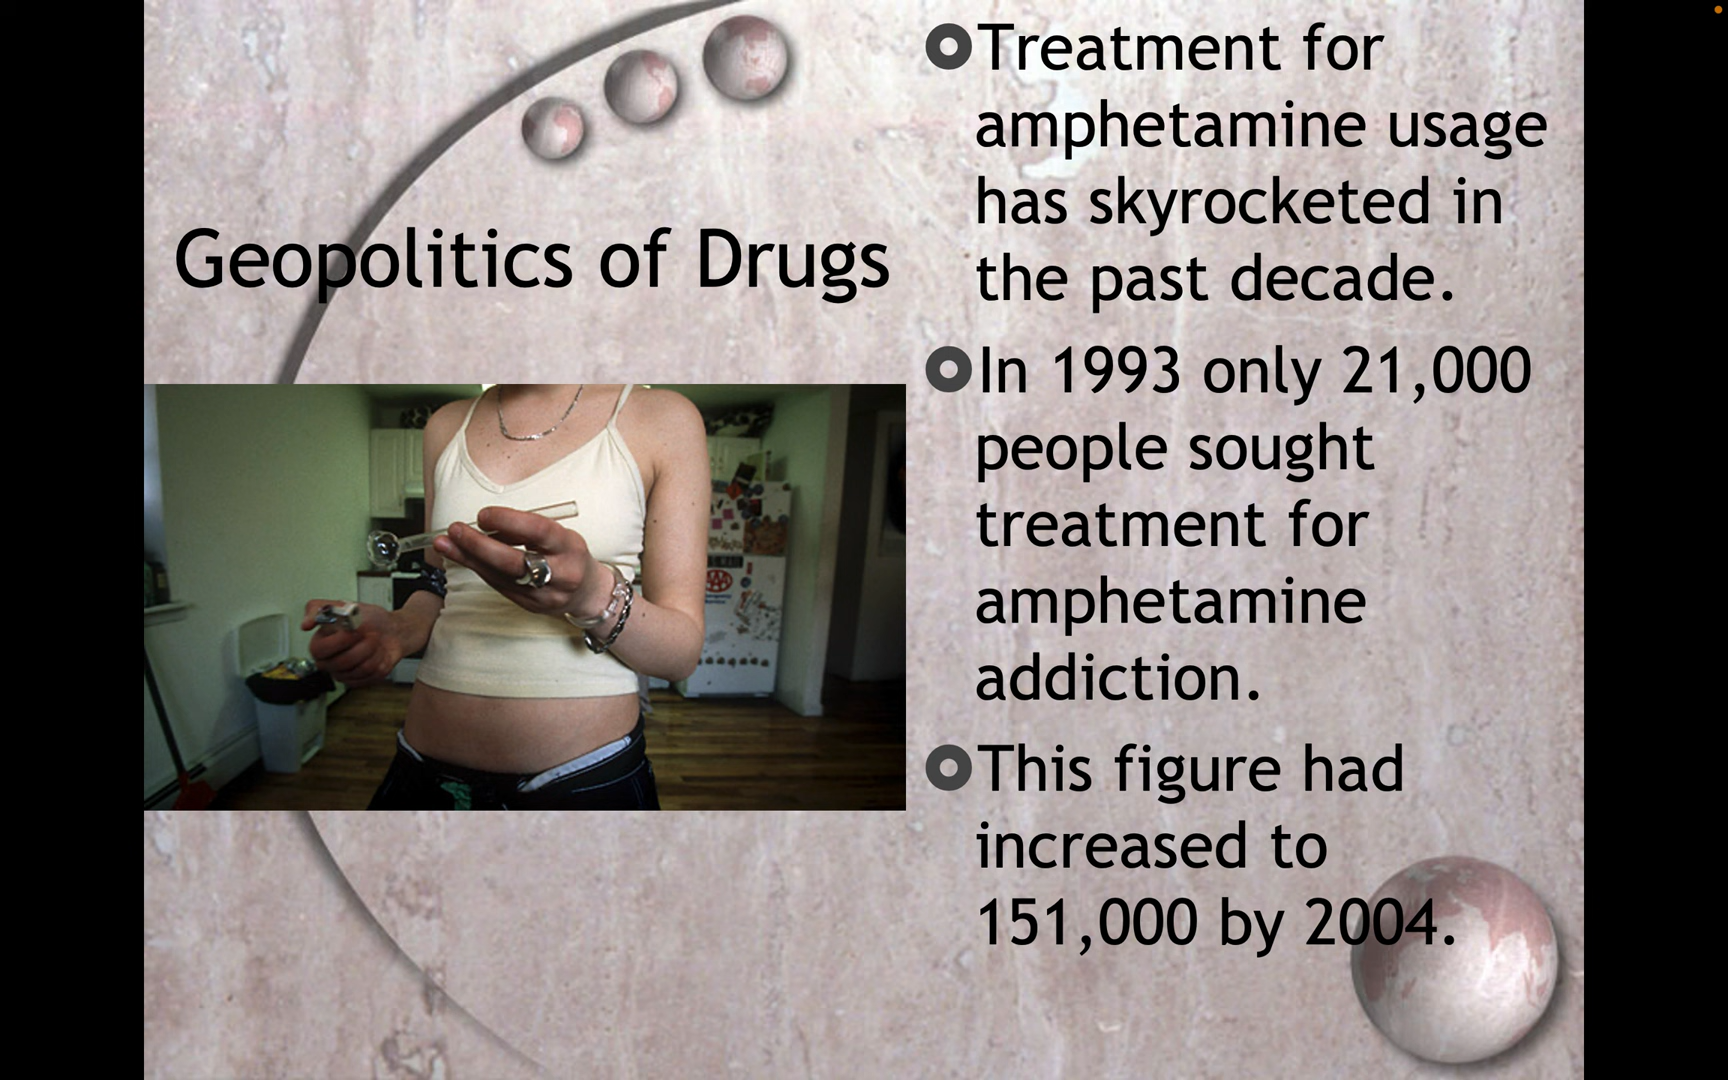 Geopolitics of Drugs
Treatment for
amphetamine usage
has skyrocketed in
the past decade.
In 1993 only 21,000
people sought
treatment for
amphetamine
addiction.
This figure had
increased to
151,000 by 2004.
AAA